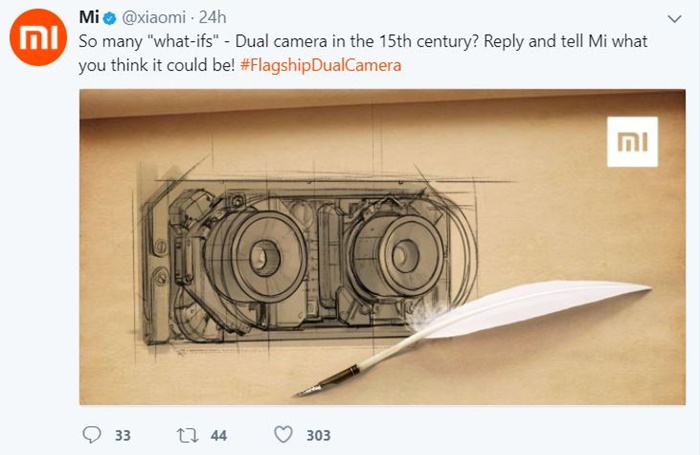 mi
Mi @xiaomi · 24h
So many "what-ifs" - Dual camera in the 15th century? Reply and tell Mi what
you think it could be! #FlagshipDualCamera
mi
33 44 303